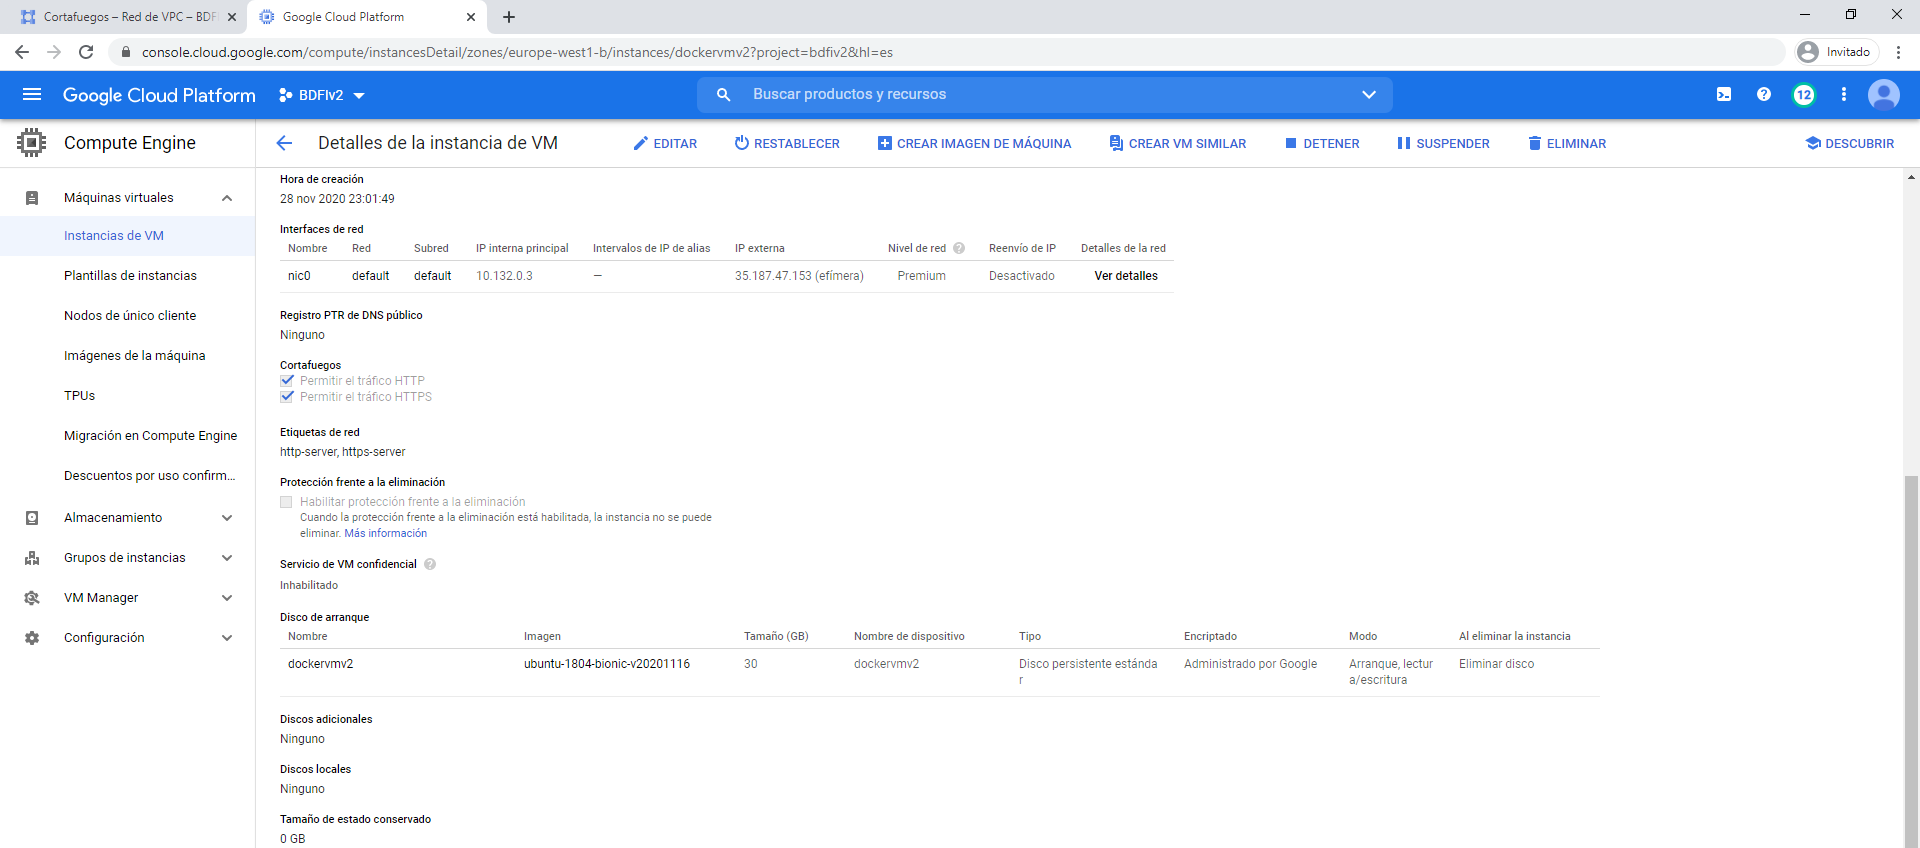 Cortafuegos – Red de VPC – BDFI
Google Cloud Platform
console.cloud.google.com/compute/instancesDetail/zones/europe-west1-b/instances/dockervmv2?project=bdfiv2&hl=es
Invitado
Google Cloud Platform
BDFIv2
Buscar productos y recursos
12
Compute Engine
Detalles de la instancia de VM
EDITAR
RESTABLECER
CREAR IMAGEN DE MÁQUINA
CREAR VM SIMILAR
DETENER
SUSPENDER
ELIMINAR
DESCUBRIR
Máquinas virtuales
Instancias de VM
Plantillas de instancias
Nodos de único cliente
Imágenes de la máquina
TPUs
Migración en Compute Engine
Descuentos por uso confirm...
Almacenamiento
Grupos de instancias
VM Manager
Configuración
Hora de creación
28 nov 2020 23:01:49
Interfaces de red
Nombre Red Subred IP interna principal Intervalos de IP de alias IP externa Nivel de red ? Reenvío de IP Detalles de la red
nic0 default default 10.132.0.3 — 35.187.47.153 (efímera) Premium Desactivado Ver detalles
Registro PTR de DNS público
Ninguno
Cortafuegos
Permitir el tráfico HTTP
Permitir el tráfico HTTPS
Etiquetas de red
http-server, https-server
Protección frente a la eliminación
Habilitar protección frente a la eliminación
Cuando la protección frente a la eliminación está habilitada, la instancia no se puede
eliminar. Más información
Servicio de VM confidencial ?
Inhabilitado
Disco de arranque
Nombre Imagen Tamaño (GB) Nombre de dispositivo Tipo Encriptado Modo Al eliminar la instancia
dockervmv2 ubuntu-1804-bionic-v20201116 30 dockervmv2 Disco persistente estánda Administrado por Google Arranque, lectur Eliminar disco
r a/escritura
Discos adicionales
Ninguno
Discos locales
Ninguno
Tamaño de estado conservado
0 GB